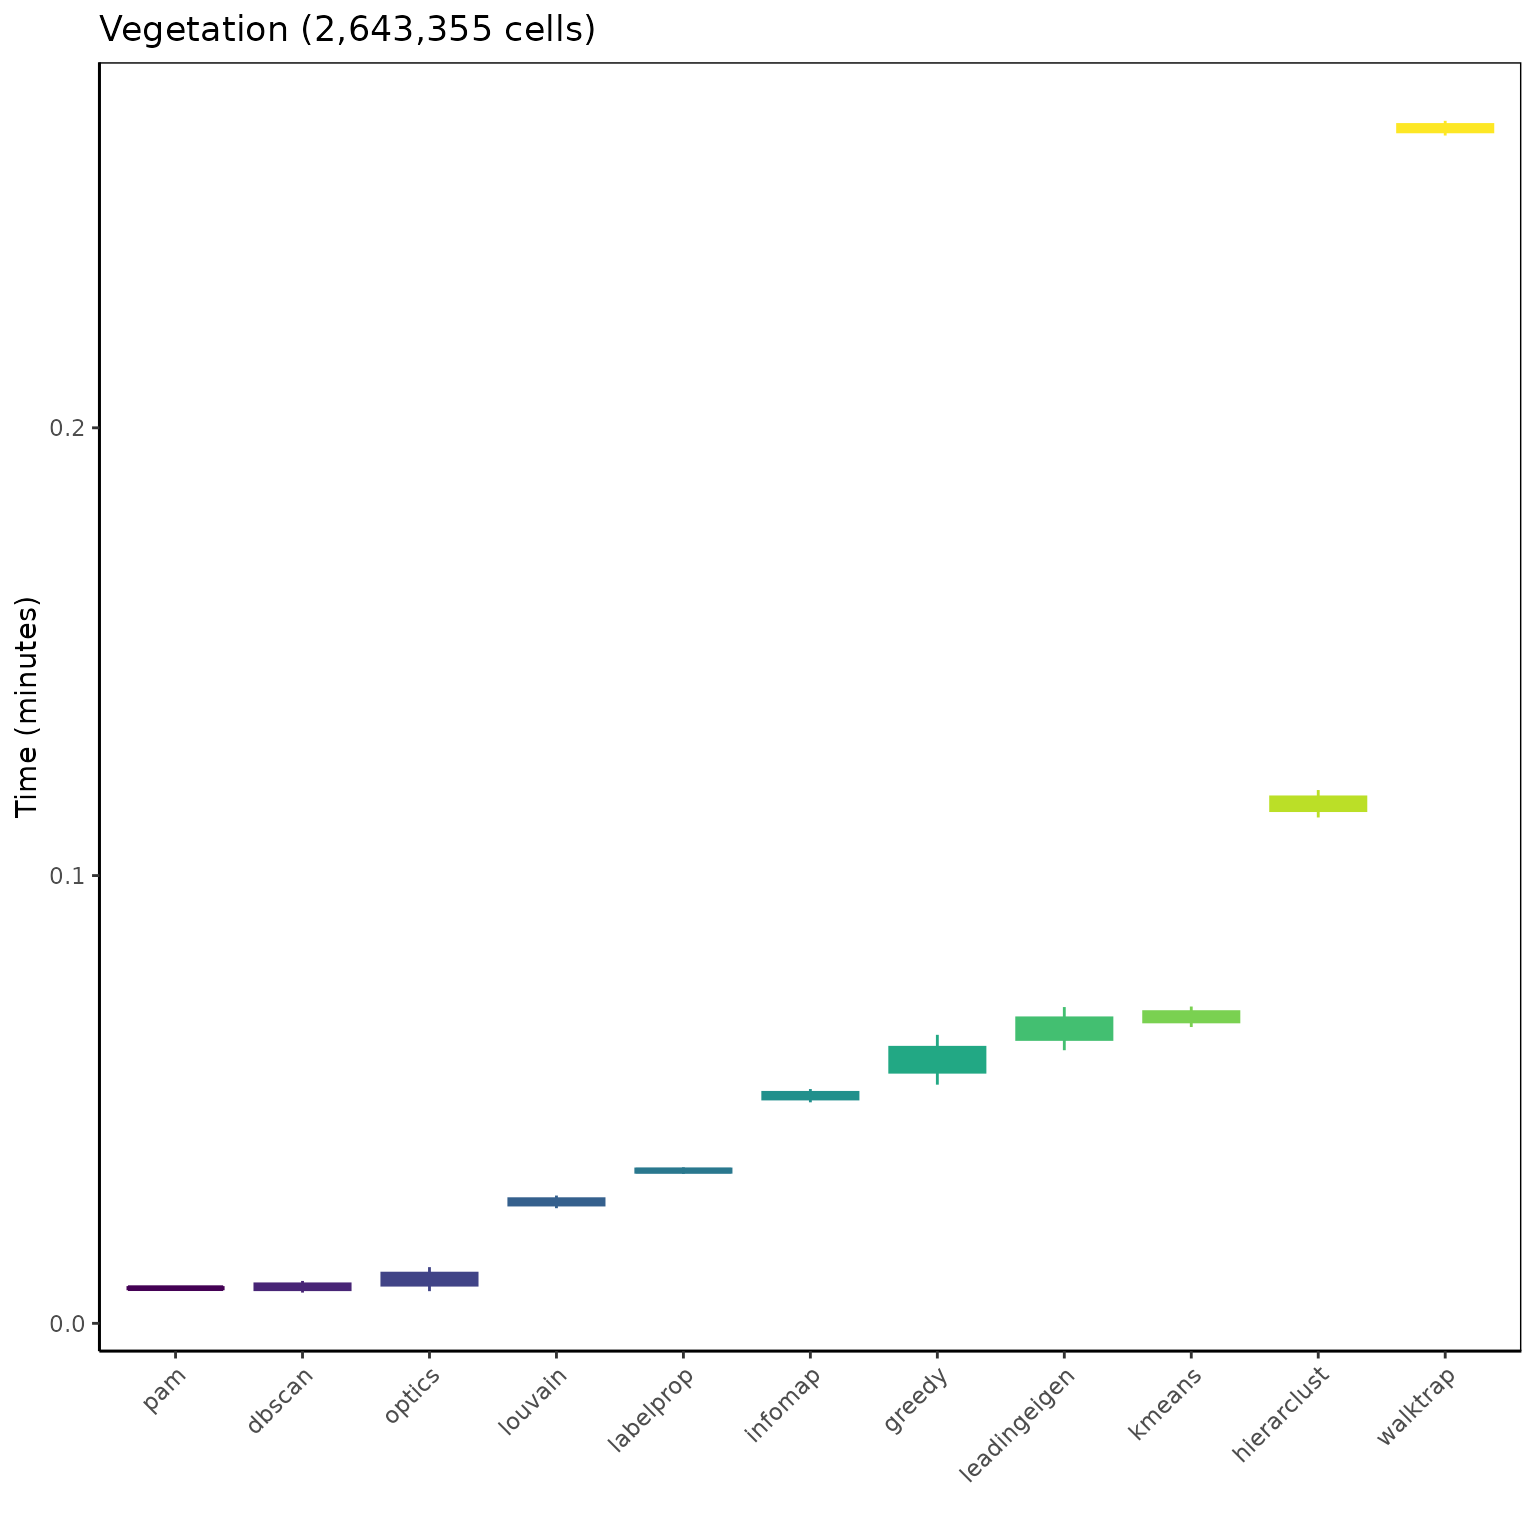 Vegetation (2,643,355 cells)
Time (minutes)
0.2
0.1
0.0
pam
dbscan
optics
louvain
labelprop
infomap
greedy
leadingeigen
kmeans
hierarclust
walktrap